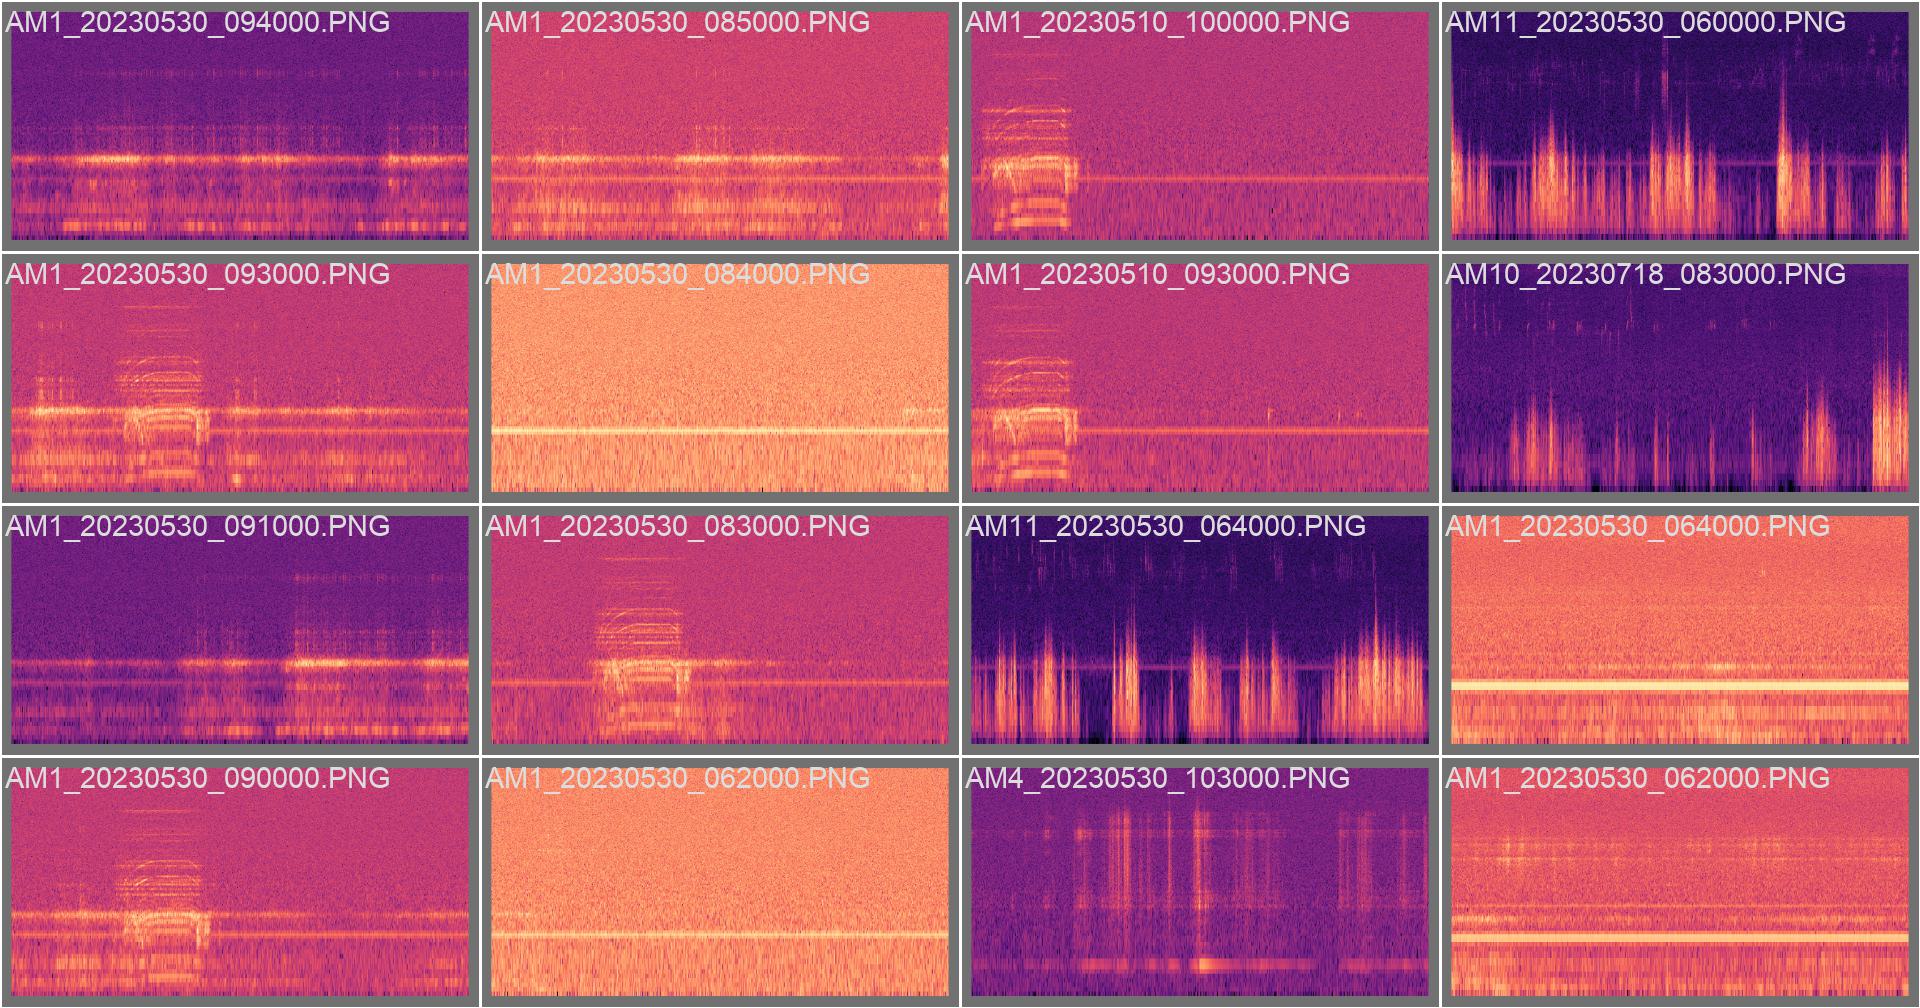 AM1_20230530_094000.PNG
AM1_20230530_085000.PNG
AM1_20230510_100000.PNG
AM11_20230530_060000.PNG
AM1_20230530_093000.PNG
AM1_20230530_084000.PNG
AM1_20230510_093000.PNG
AM10_20230718_083000.PNG
AM1_20230530_091000.PNG
AM1_20230530_083000.PNG
AM11_20230530_064000.PNG
AM1_20230530_064000.PNG
AM1_20230530_090000.PNG
AM1_20230530_062000.PNG
AM4_20230530_103000.PNG
AM1_20230530_062000.PNG